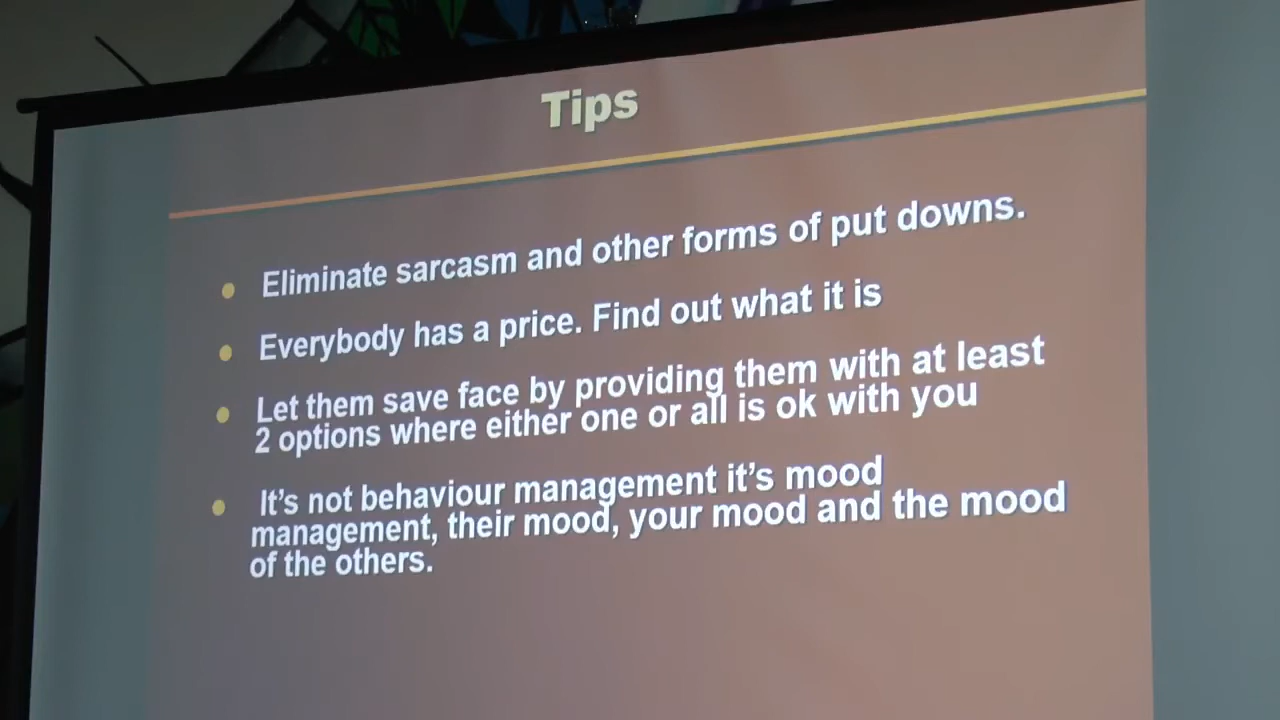 Tips
Eliminate sarcasm and other forms of put downs.
Everybody has a price. Find out what it is
Let them save face by providing them with at least
2 options where either one or all is ok with you
It's not behaviour management it's mood
management, their mood, your mood and the mood
of the others.